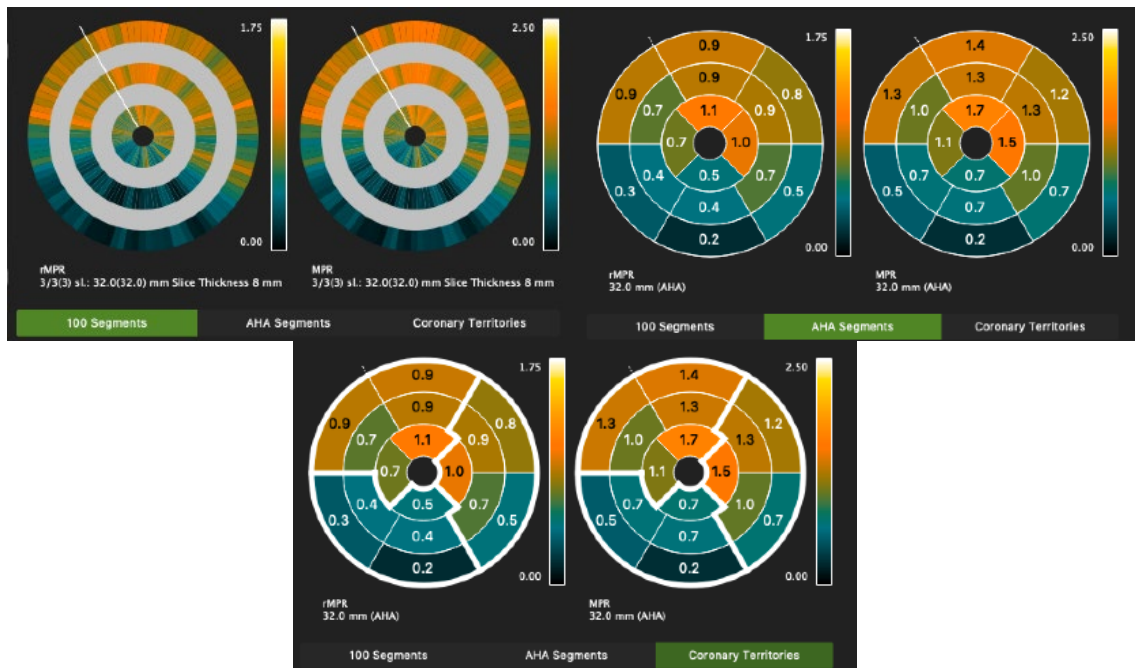 1.75
0.00
rMPR
3/3(3) sl.: 32.0(32.0) mm Slice Thickness 8 mm
2.50
0.00
MPR
3/3(3) sl.: 32.0(32.0) mm Slice Thickness 8 mm
100 Segments AHA Segments Coronary Territories
1.75
0.9
0.9 0.9 0.8
0.7 1.1 0.9
0.7 1.0
0.3 0.4 0.5 0.7 0.5
0.4
0.2
0.00
rMPR
32.0 mm (AHA)
2.50
1.4
1.3 1.3 1.2
1.0 1.7 1.3
1.1 1.5
0.5 0.7 0.7 1.0 0.7
0.7
0.2
0.00
MPR
32.0 mm (AHA)
100 Segments AHA Segments Coronary Territories
1.75
0.9
0.9 0.9 0.8
0.7 1.1 0.9
0.7 1.0
0.3 0.4 0.5 0.7 0.5
0.4
0.2
0.00
rMPR
32.0 mm (AHA)
2.50
1.4
1.3 1.3 1.2
1.0 1.7 1.3
1.1 1.5
0.5 0.7 0.7 1.0 0.7
0.7
0.2
0.00
MPR
32.0 mm (AHA)
100 Segments AHA Segments Coronary Territories